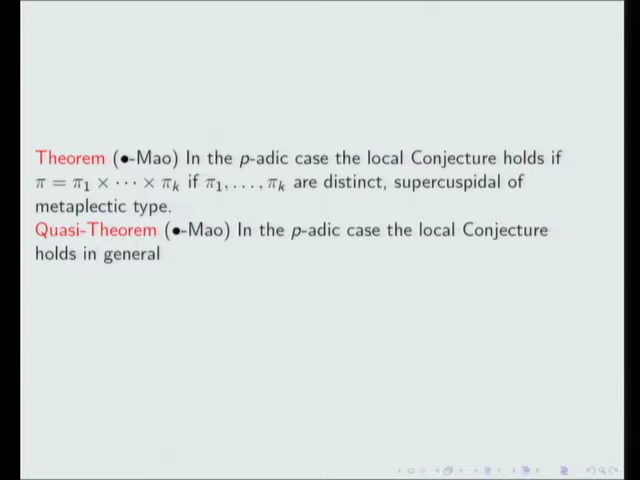 Theorem (●-Mao) In the p-adic case the local Conjecture holds if
π = π₁ × ⋯ × πₖ if π₁, . . . , πₖ are distinct, supercuspidal of
metaplectic type.
Quasi-Theorem (●-Mao) In the p-adic case the local Conjecture
holds in general